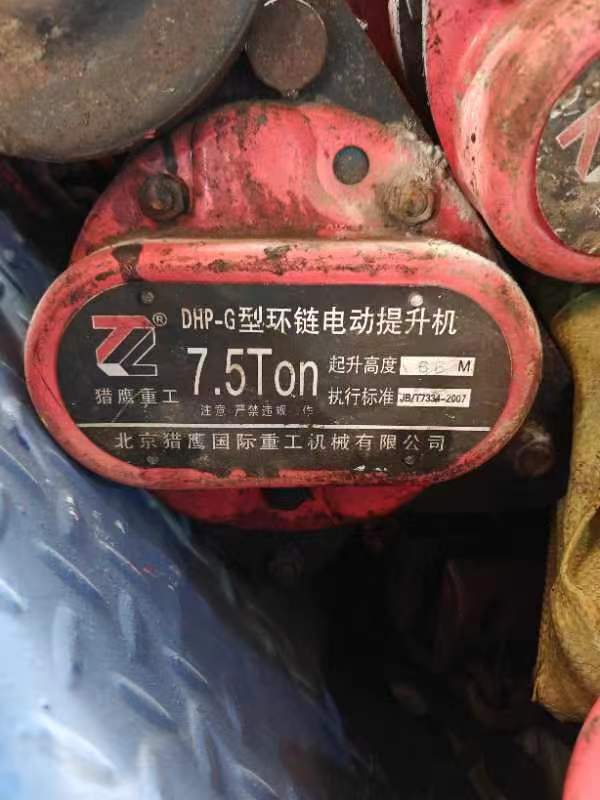 ®
DHP-G型环链电动提升机
猎鹰重工
7.5Ton
起升高度 M
执行标准 JB/T7334-2007
注意 严禁违规 作
北京猎鹰国际重工机械有限公司